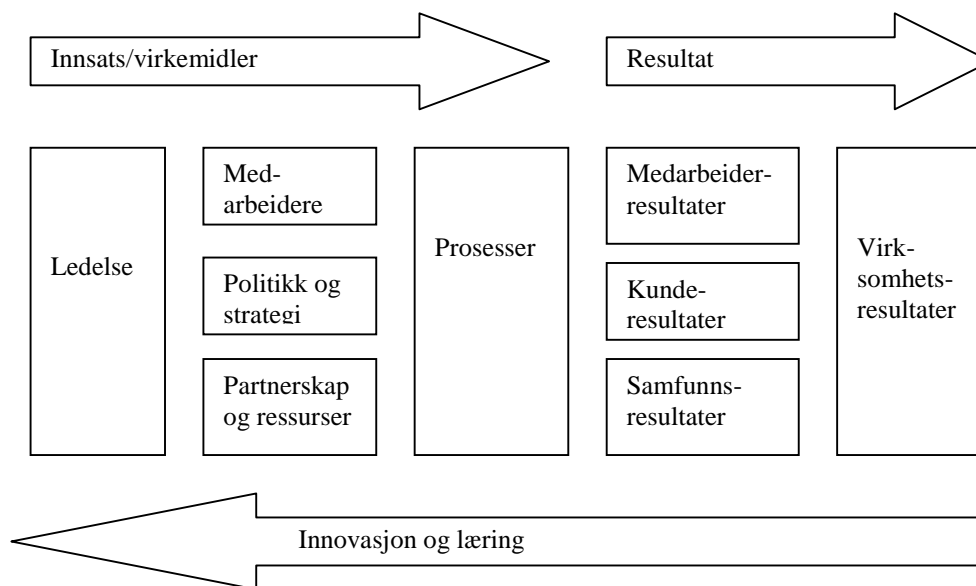 Innsats/virkemidler
Resultat
Ledelse
Med-
arbeidere
Politikk og
strategi
Partnerskap
og ressurser
Prosesser
Medarbeider-
resultater
Kunde-
resultater
Samfunns-
resultater
Virk-
somhets-
resultater
Innovasjon og læring